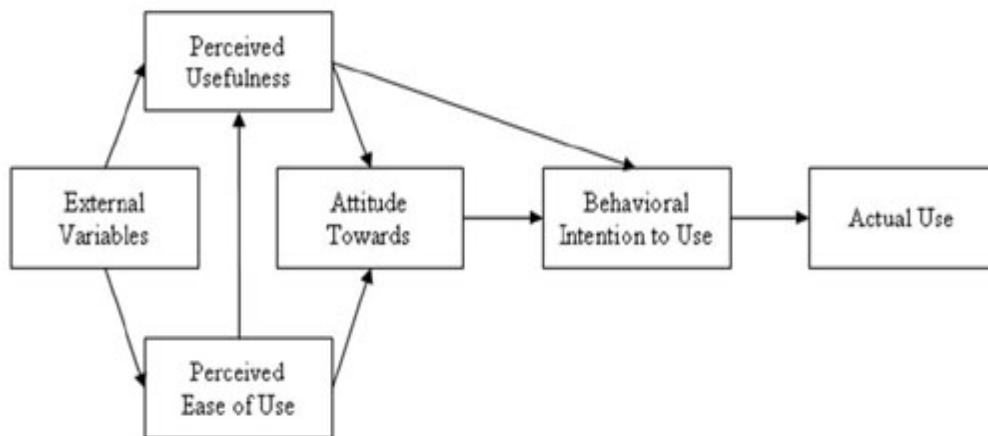 Perceived
Usefulness
External
Variables
Attitude
Towards
Behavioral
Intention to Use
Actual Use
Perceived
Ease of Use